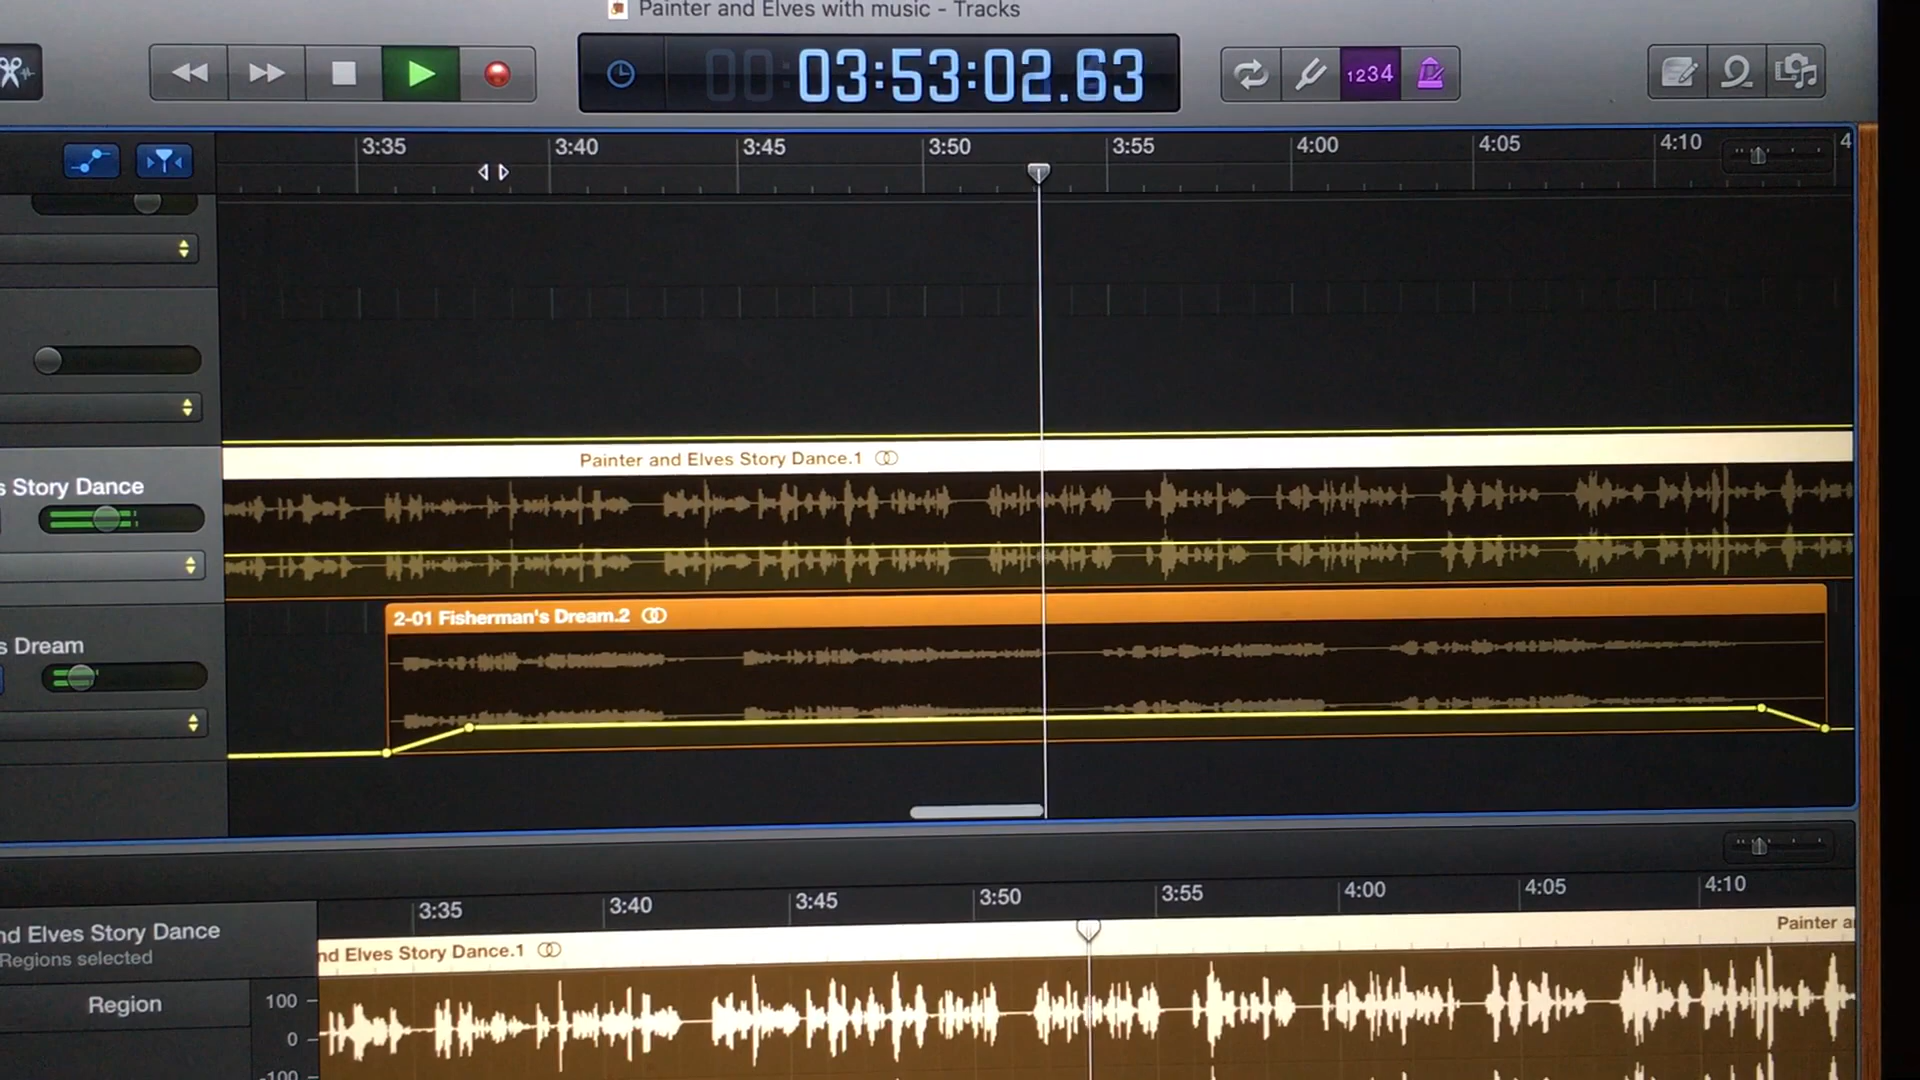 Painter and Elves with music - Tracks
00:03:53:02.63
1234
3:35 3:40 3:45 3:50 3:55 4:00 4:05 4:10 4
Painter and Elves Story Dance.1
s Story Dance
2-01 Fisherman's Dream.2
s Dream
3:35 3:40 3:45 3:50 3:55 4:00 4:05 4:10
nd Elves Story Dance
Regions selected
nd Elves Story Dance.1
Painter a
Region
100
0
-100